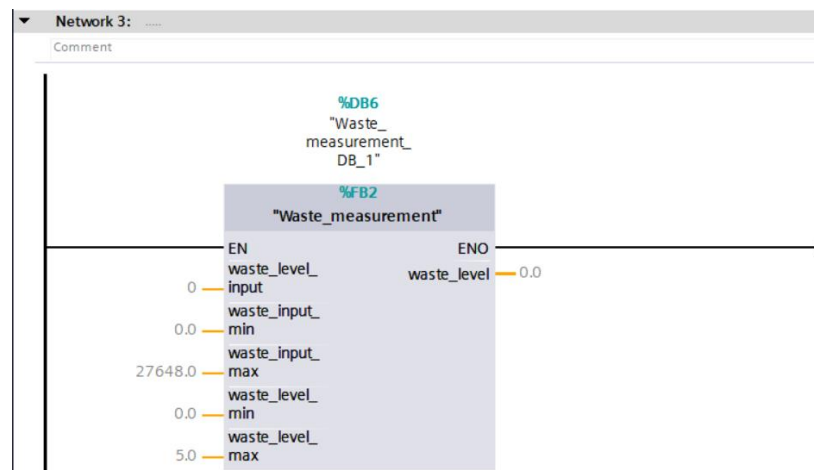 Network 3: .....
Comment
%DB6
"Waste_
measurement_
DB_1"
%FB2
"Waste_measurement"
EN ENO
waste_level_
0 input waste_level 0.0
waste_input_
0.0 min
waste_input_
27648.0 max
waste_level_
0.0 min
waste_level_
5.0 max